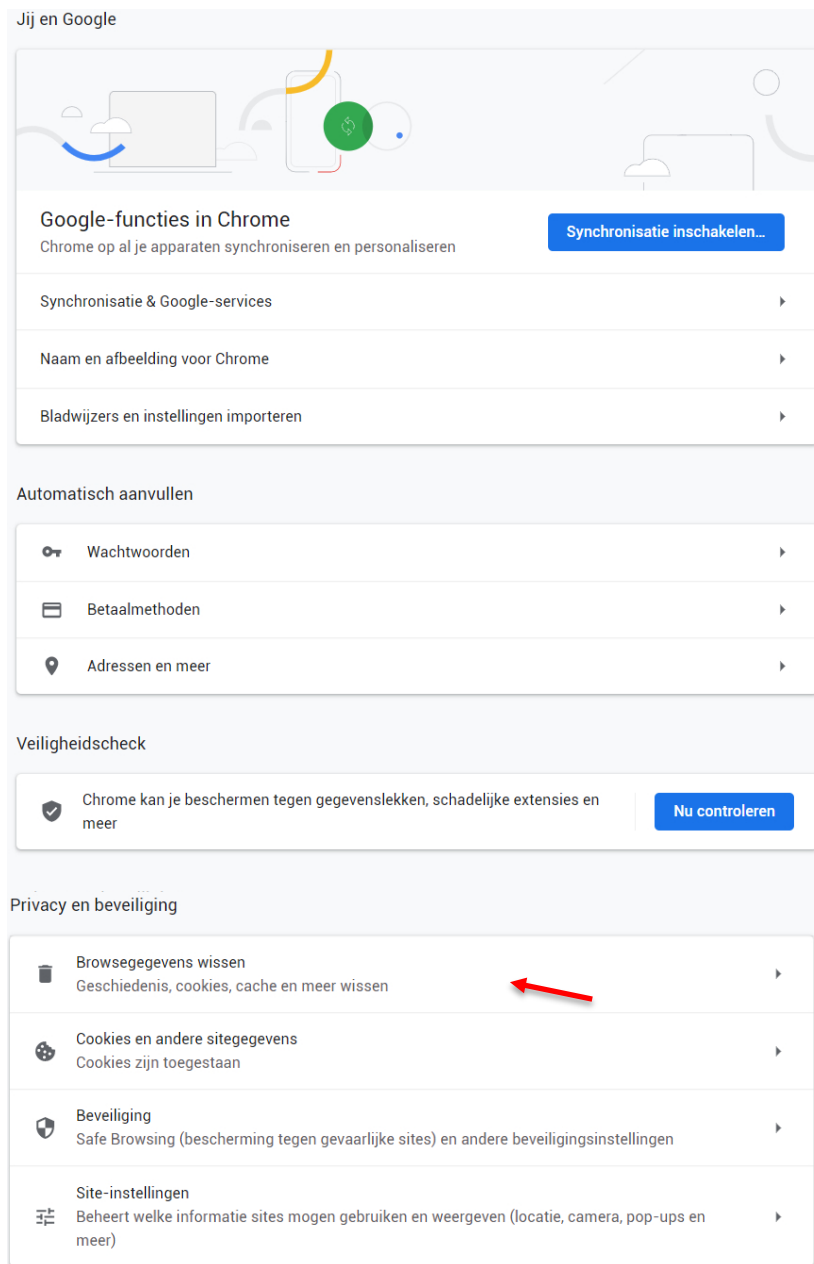 Jij en Google
Google-functies in Chrome
Chrome op al je apparaten synchroniseren en personaliseren
Synchronisatie inschakelen...
Synchronisatie & Google-services
Naam en afbeelding voor Chrome
Bladwijzers en instellingen importeren
Automatisch aanvullen
Wachtwoorden
Betaalmethoden
Adressen en meer
Veiligheidscheck
Chrome kan je beschermen tegen gegevenslekken, schadelijke extensies en
meer
Nu controleren
Privacy en beveiliging
Browsegegevens wissen
Geschiedenis, cookies, cache en meer wissen
Cookies en andere sitegegevens
Cookies zijn toegestaan
Beveiliging
Safe Browsing (bescherming tegen gevaarlijke sites) en andere beveiligingsinstellingen
Site-instellingen
Beheert welke informatie sites mogen gebruiken en weergeven (locatie, camera, pop-ups en
meer)